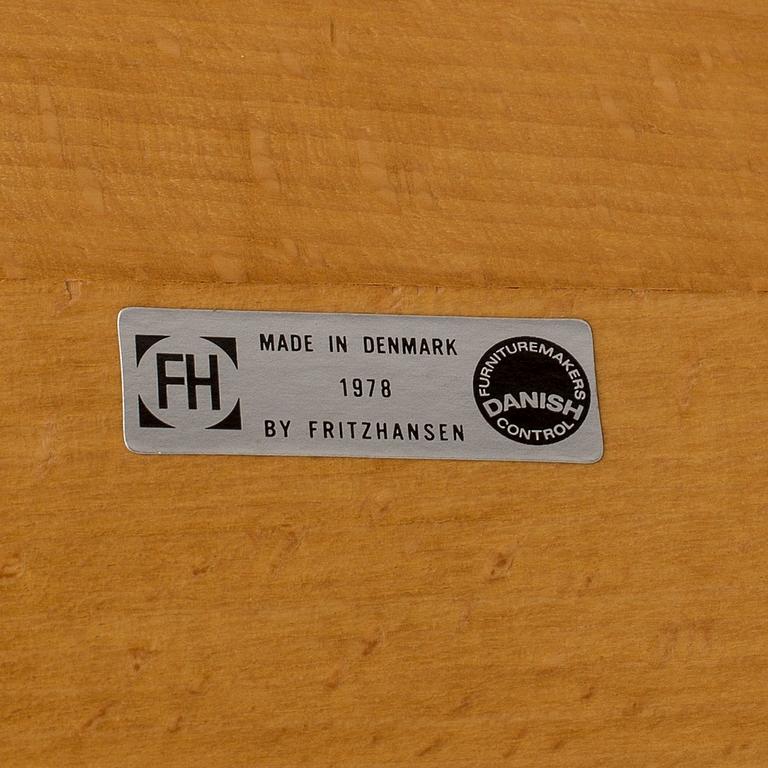 FH
MADE IN DENMARK
1978
BY FRITZHANSEN
FURNITUREMAKERS
DANISH
CONTROL